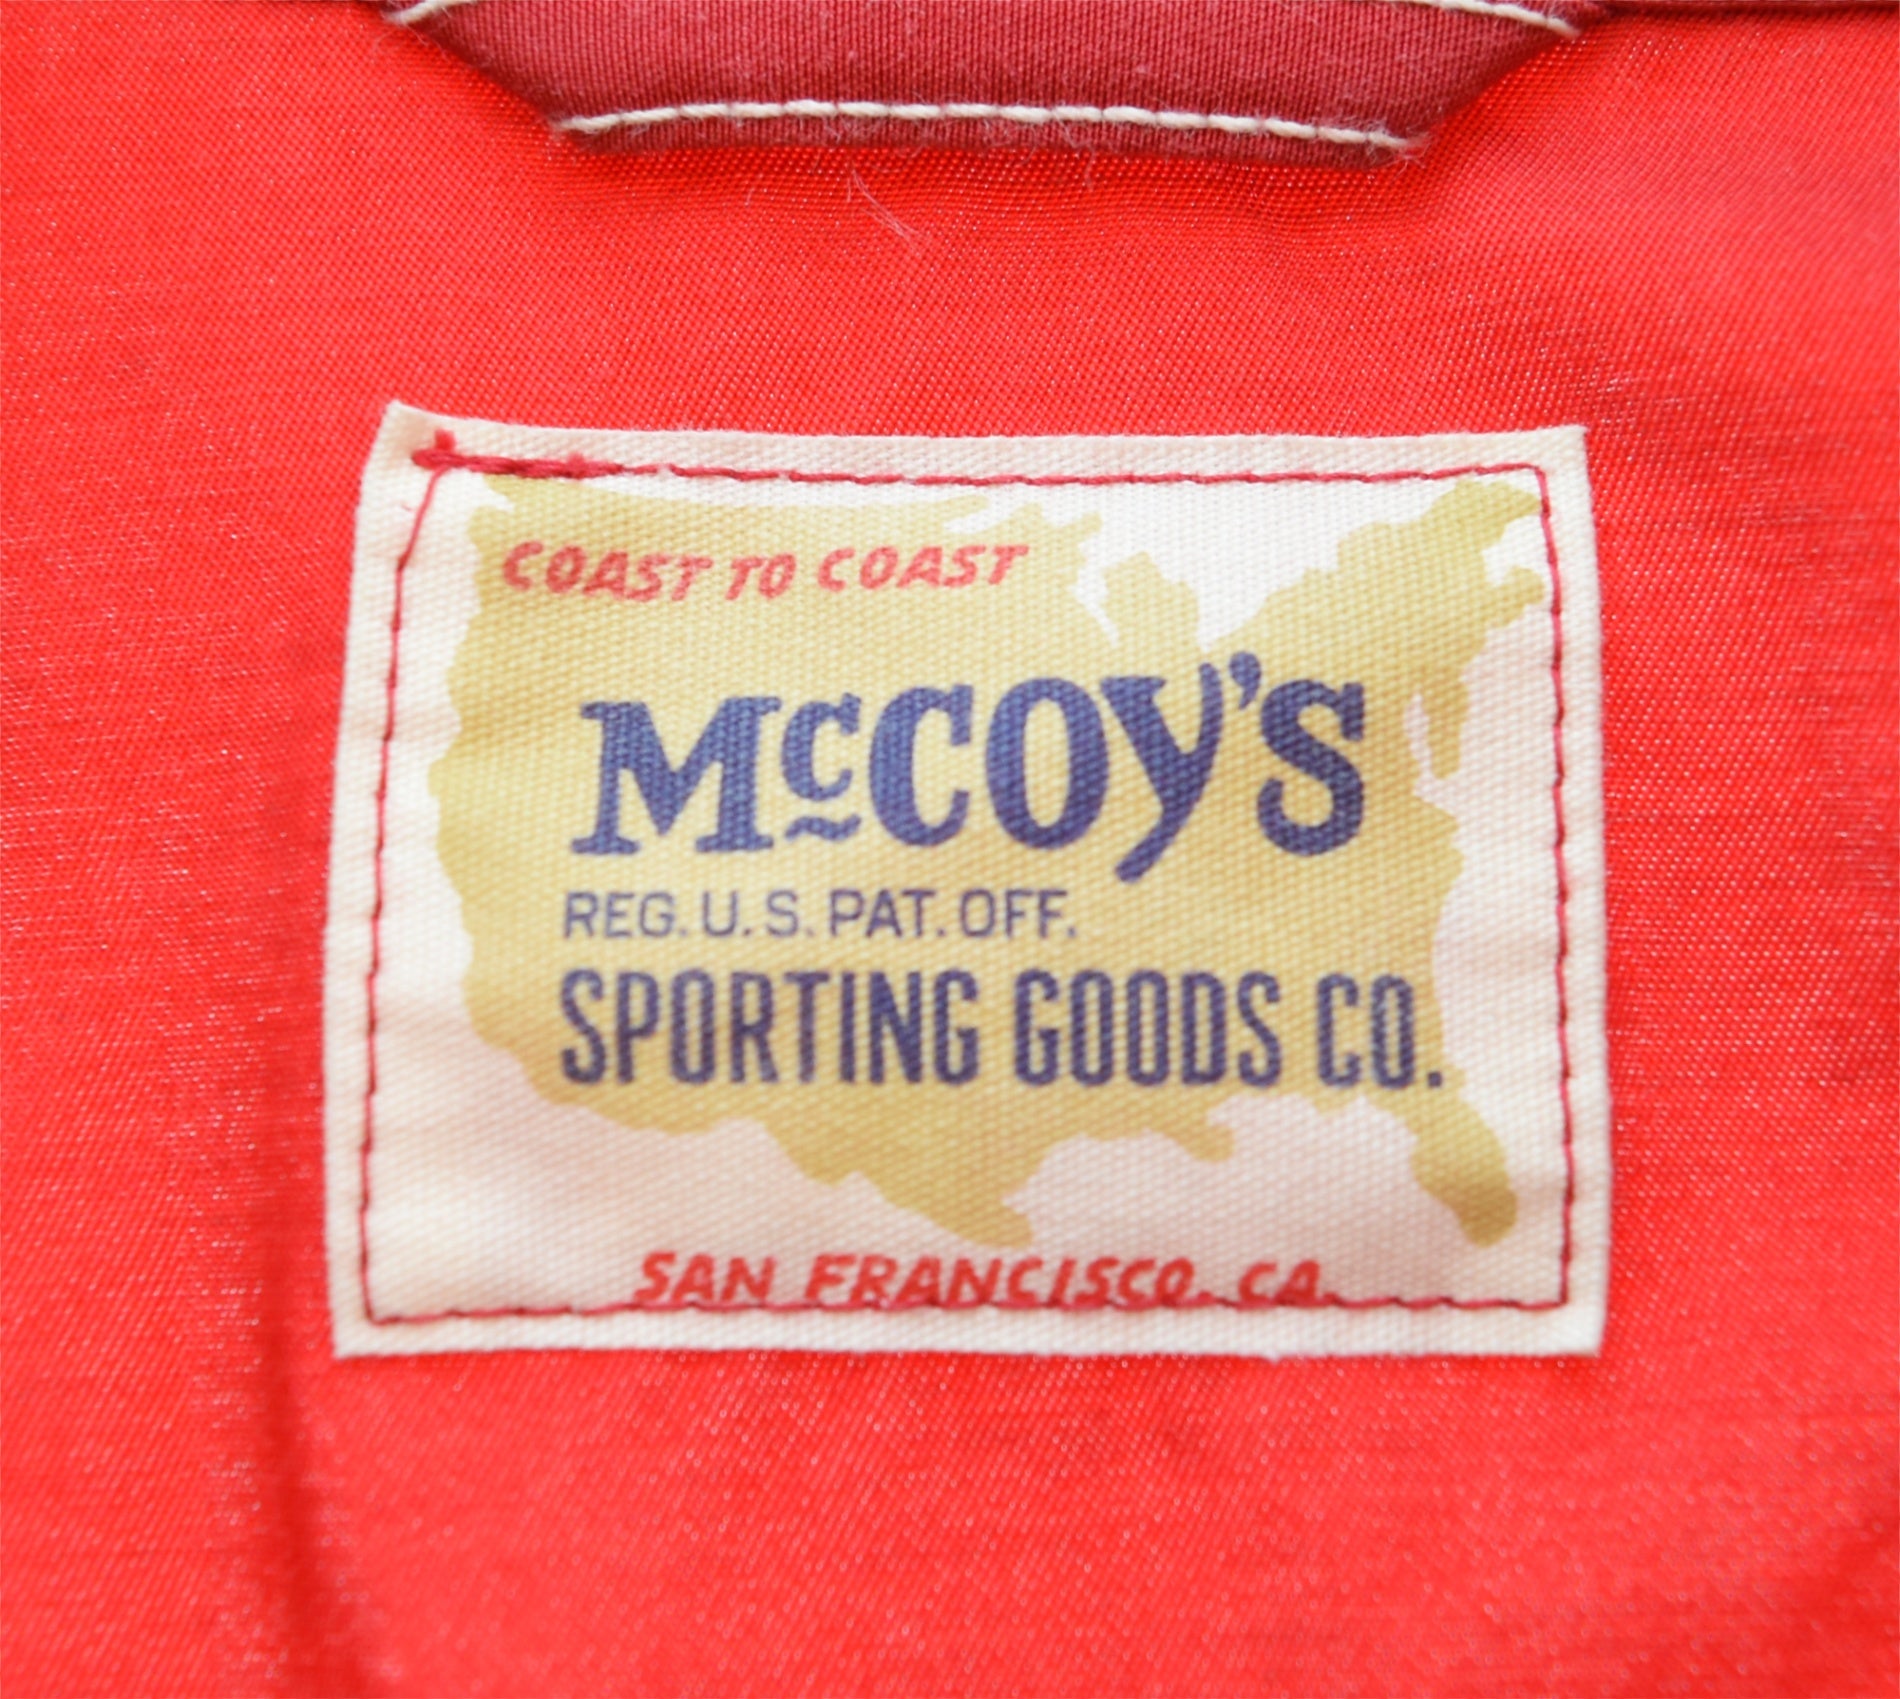 COAST TO COAST
McCOY'S
REG. U.S. PAT. OFF.
SPORTING GOODS CO.
SAN FRANCISCO. CA.